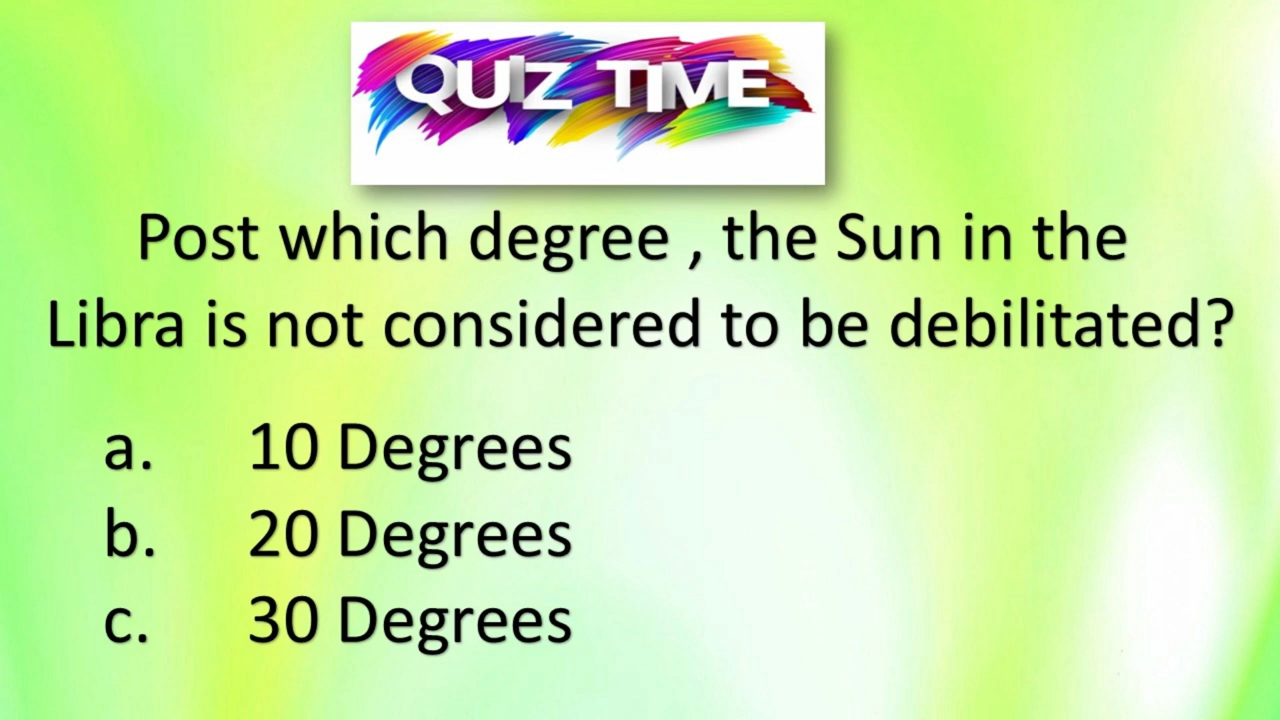 QUIZ TIME
Post which degree , the Sun in the
Libra is not considered to be debilitated?
a. 10 Degrees
b. 20 Degrees
c. 30 Degrees